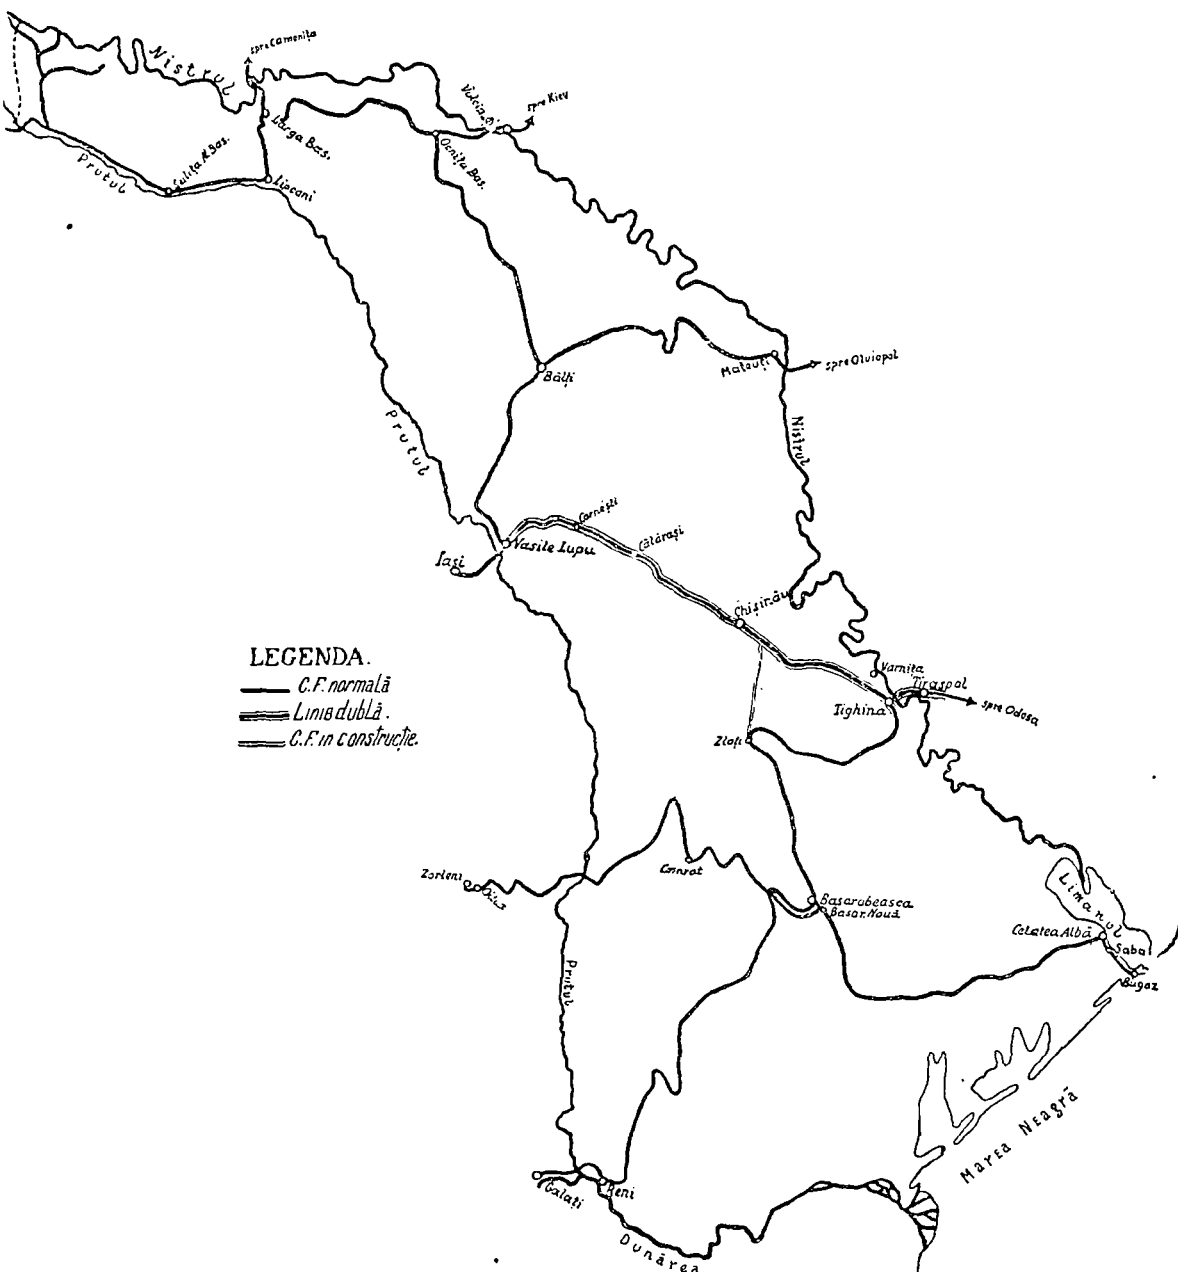 spre Camenița
Nistrul
spre Kiev
Larga Bas.
Ocnița Bas.
Prutul
Lipcani
Bălți
Mateuți
spre Olviopol
Prutul
Nistrul
Cornești
Vasile Lupu
Călărași
Iași
Chișinău
LEGENDA.
C.F. normală
Linie dublă.
C.F. in construcție.
Varnița
Tiraspol
Tighina
spre Odesa
Zloți
Zorleni
Comrat
Basarabeasca
Basar. Nouă
Limanul
Cetatea Albă
Saba
Bugaz
Prutul
Marea Neagră
Galați
Reni
Dunărea